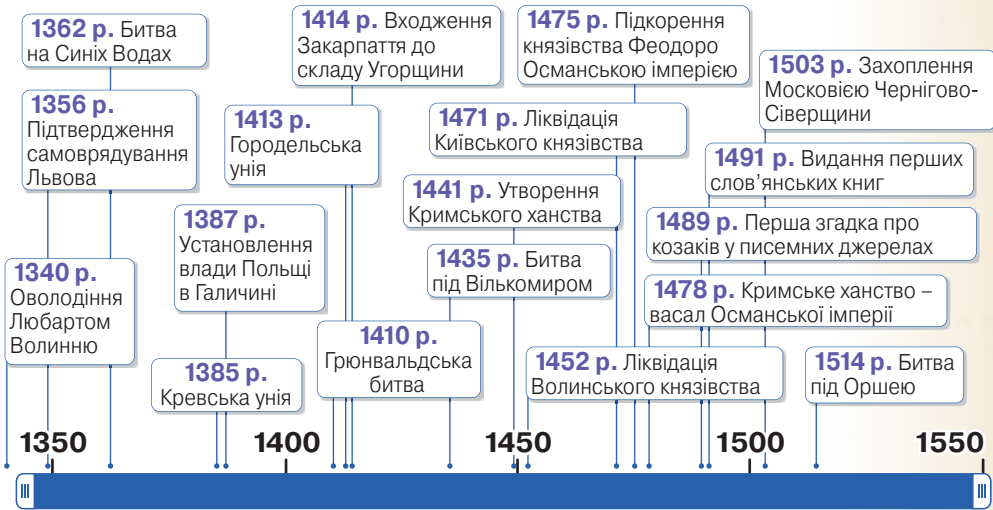 1362 р. Битва
на Синіх Водах
1356 р.
Підтвердження
самоврядування
Львова
1340 р.
Оволодіння
Любартом
Волинню
1387 р.
Установлення
влади Польщі
в Галичині
1385 р.
Кревська унія
1414 р. Входження
Закарпаття до
складу Угорщини
1413 р.
Городельська
унія
1410 р.
Грюнвальдська
битва
1475 р. Підкорення
князівства Феодоро
Османською імперією
1471 р. Ліквідація
Київського князівства
1441 р. Утворення
Кримського ханства
1435 р. Битва
під Вількомиром
1452 р. Ліквідація
Волинського князівства
1503 р. Захоплення
Московією Чернігово-
Сіверщини
1491 р. Видання перших
слов’янських книг
1489 р. Перша згадка про
козаків у писемних джерелах
1478 р. Кримське ханство –
васал Османської імперії
1514 р. Битва
під Оршею
1350 1400 1450 1500 1550